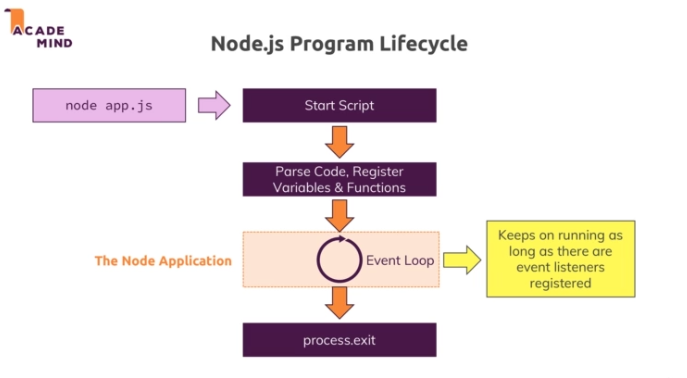 ACADE
MIND
Node.js Program Lifecycle
node app.js
Start Script
Parse Code, Register
Variables & Functions
The Node Application
Event Loop
Keeps on running as
long as there are
event listeners
registered
process.exit